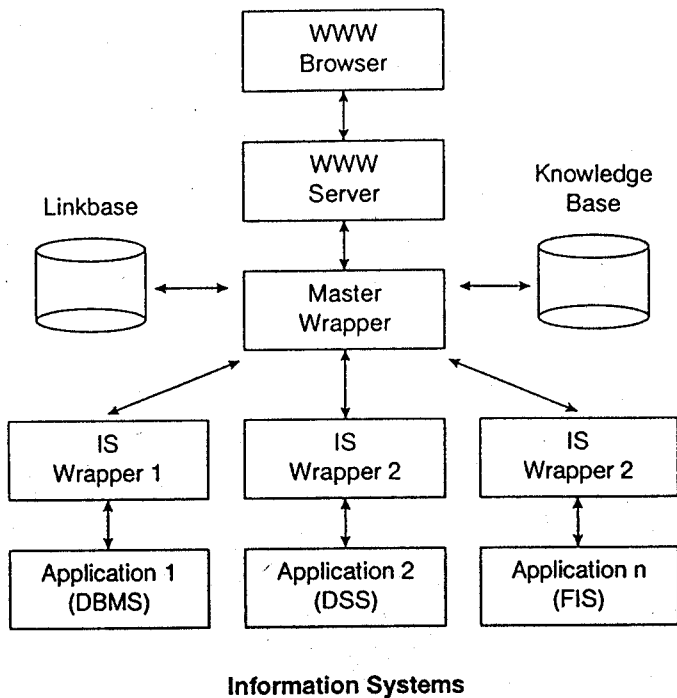 WWW
Browser
WWW
Server
Linkbase
Knowledge
Base
Master
Wrapper
IS
Wrapper 1
IS
Wrapper 2
IS
Wrapper 2
Application 1
(DBMS)
Application 2
(DSS)
Application n
(FIS)
Information Systems